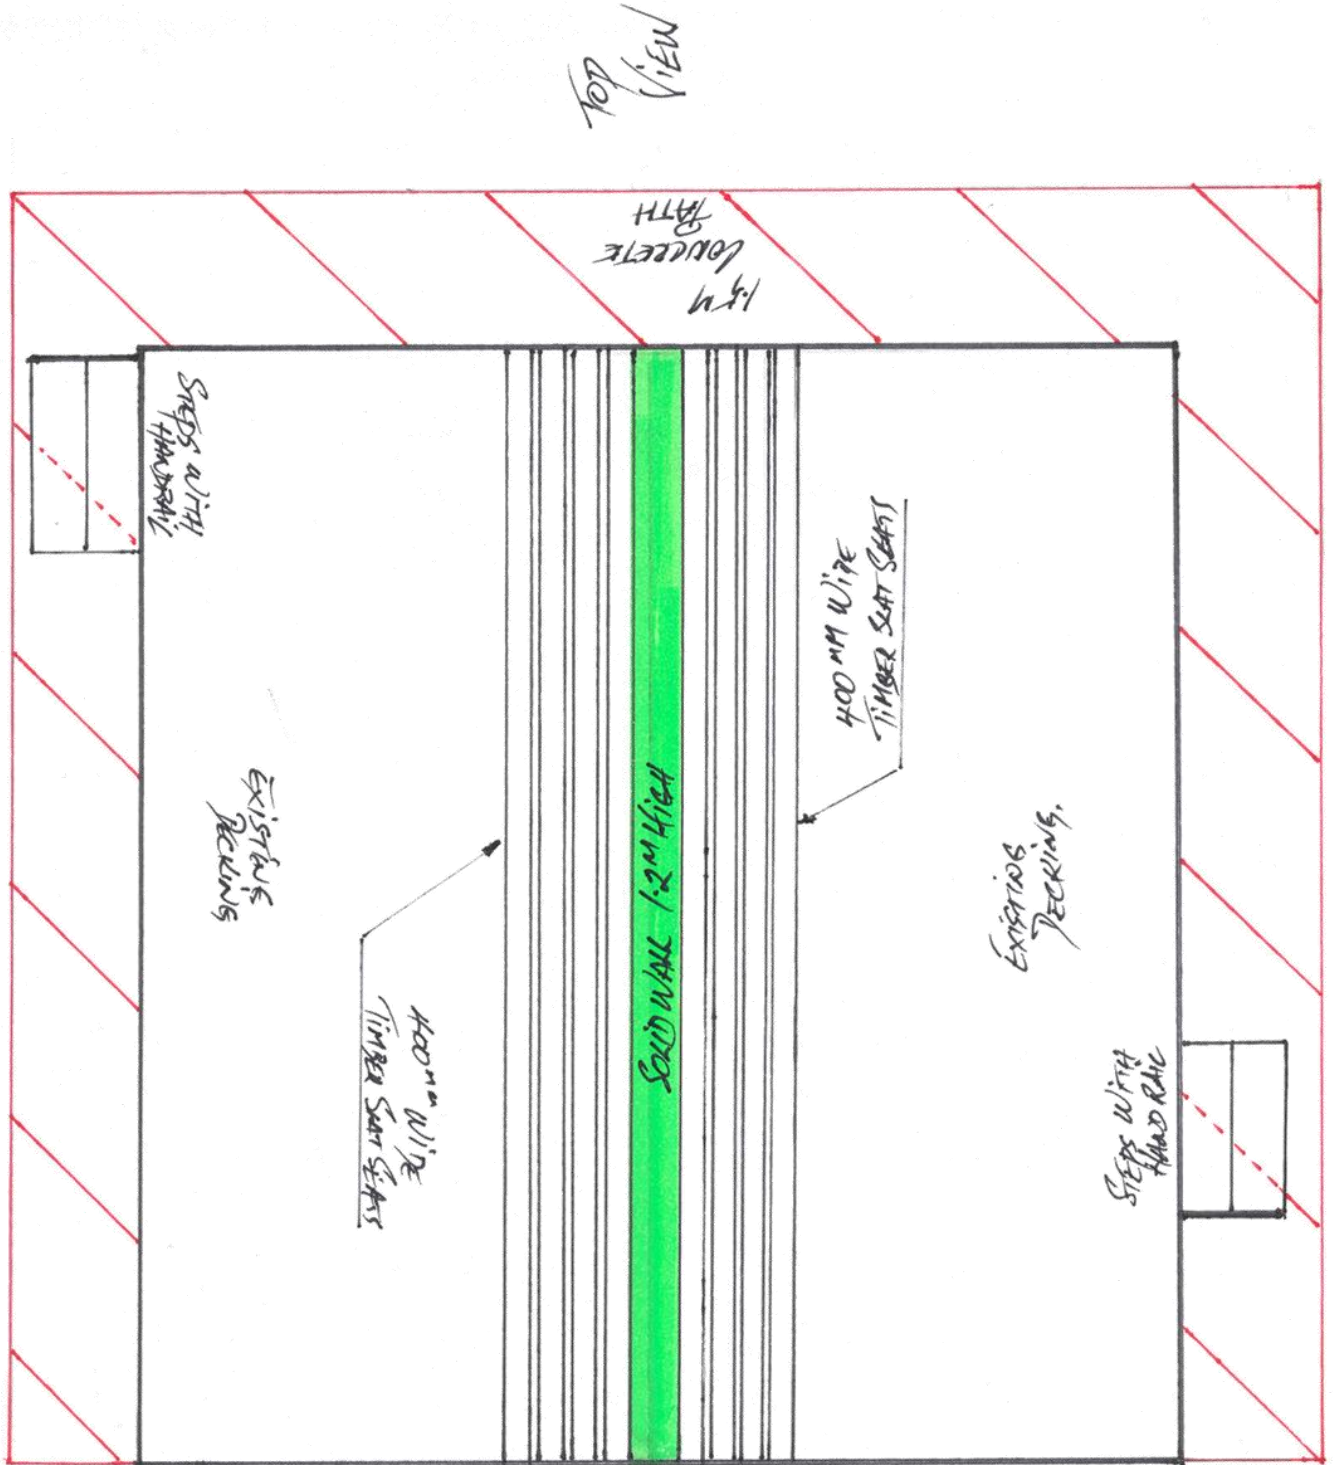 TOP
VIEW
1.5M
CONCRETE
PATH
STEPS WITH
HANDRAIL
400MM WIDE
TIMBER SLAT SEATS
EXISTING
DECKING
SOLID WALL 1.2M HIGH
EXISTING
DECKING.
400MM WIDE
TIMBER SLAT SEATS
STEPS WITH
HAND RAIL